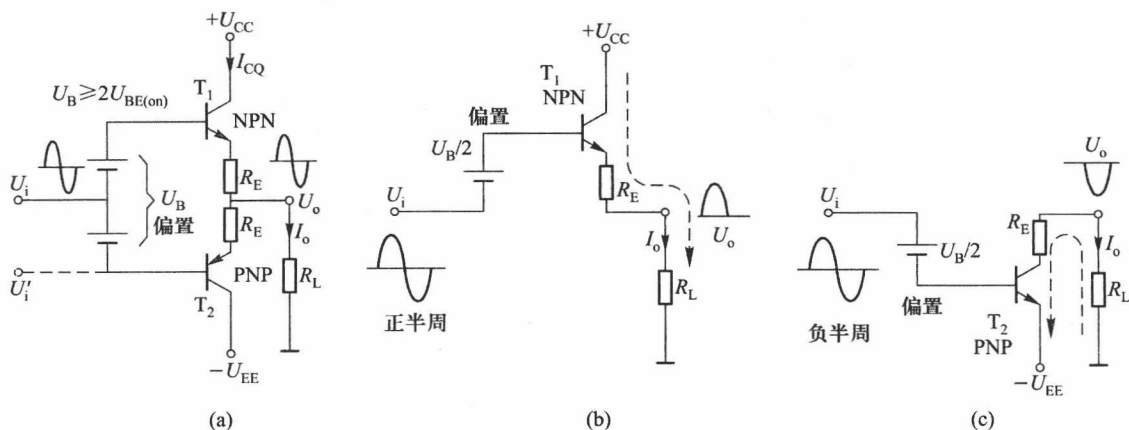 +U_CC
I_CQ
U_B≥2U_BE(on)
T_1
NPN
R_E
U_i
U_B
偏置
U_o
R_E
I_o
U_i′
PNP
R_L
T_2
−U_EE
(a)
+U_CC
T_1
NPN
偏置
U_B/2
R_E
U_i
I_o
U_o
R_L
正半周
(b)
U_o
U_i
R_E
U_B/2
I_o
R_L
偏置
负半周
T_2
PNP
−U_EE
(c)